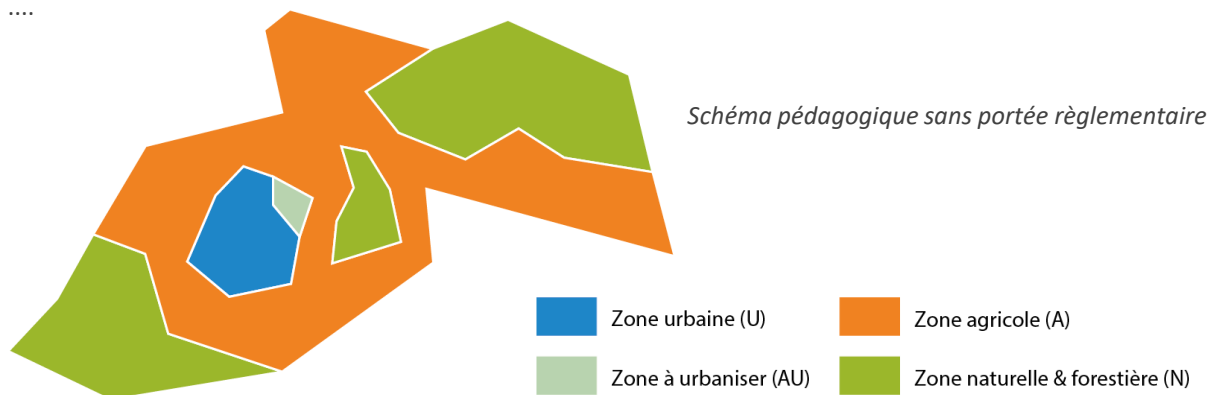 ....
Schéma pédagogique sans portée règlementaire
Zone urbaine (U)
Zone agricole (A)
Zone à urbaniser (AU)
Zone naturelle & forestière (N)